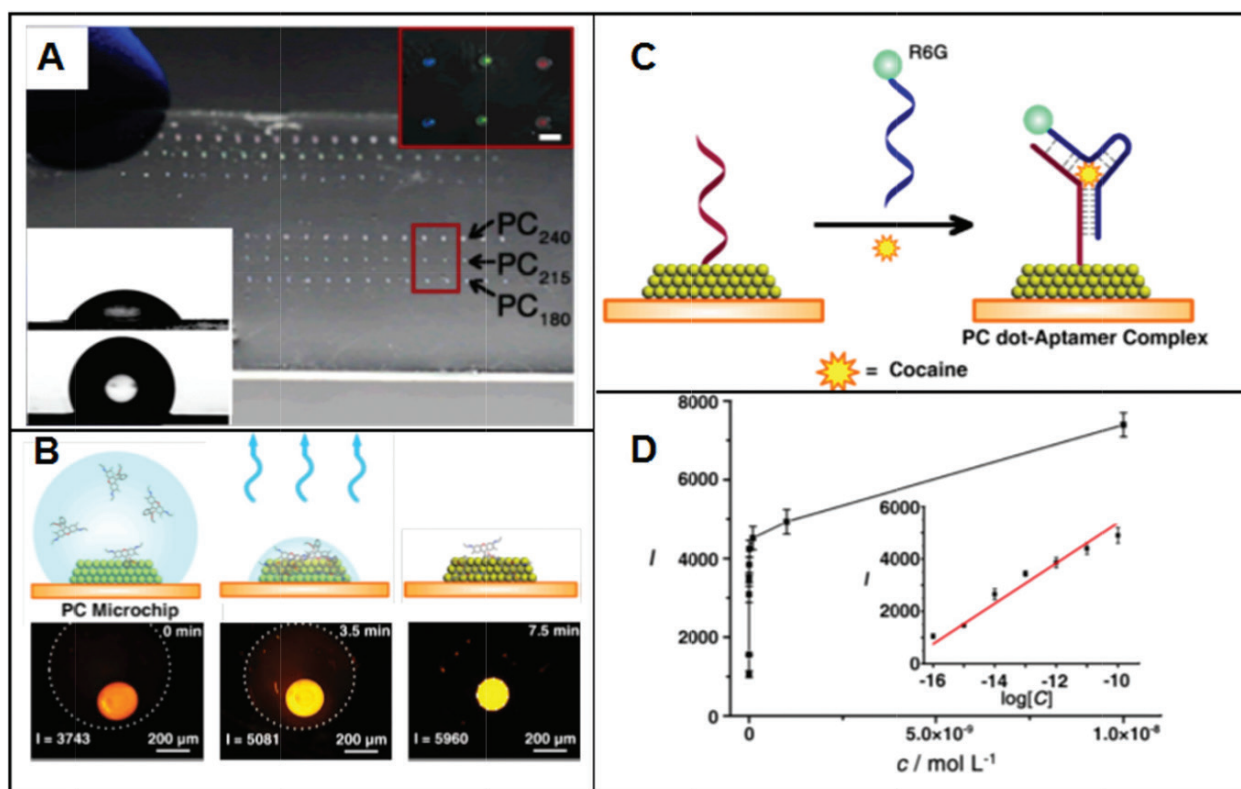 A
PC240
PC215
PC180
B
PC Microchip
0 min
I = 3743
200 µm
3.5 min
I = 5081
200 µm
7.5 min
I = 5960
200 µm
C
R6G
PC dot-Aptamer Complex
= Cocaine
D
8000
6000
4000
2000
0
I
0
5.0×10⁻⁹
1.0×10⁻⁸
c / mol L⁻¹
6000
4000
2000
0
I
-16
-14
-12
-10
log[C]